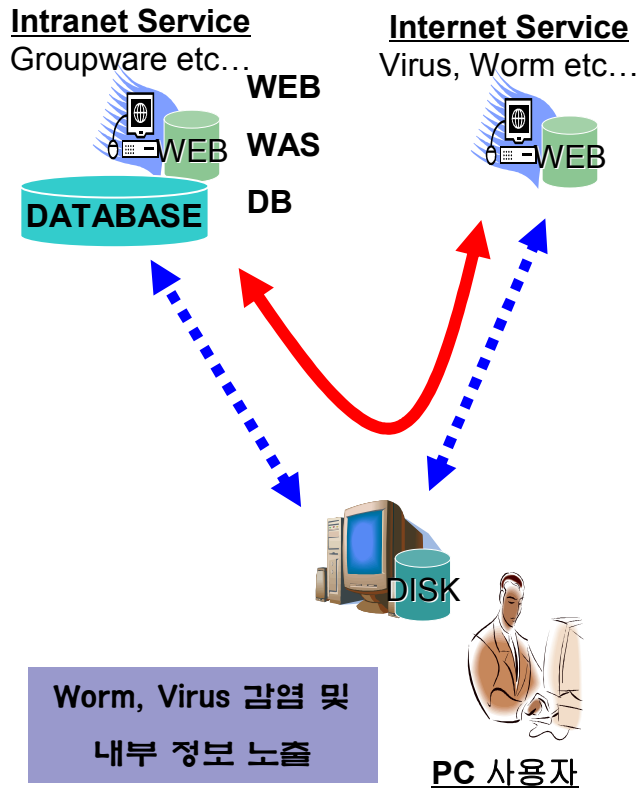 Intranet Service
Groupware etc…
WEB
WEB
WAS
DATABASE
DB
Internet Service
Virus, Worm etc…
WEB
DISK
Worm, Virus 감염 및
내부 정보 노출
PC 사용자